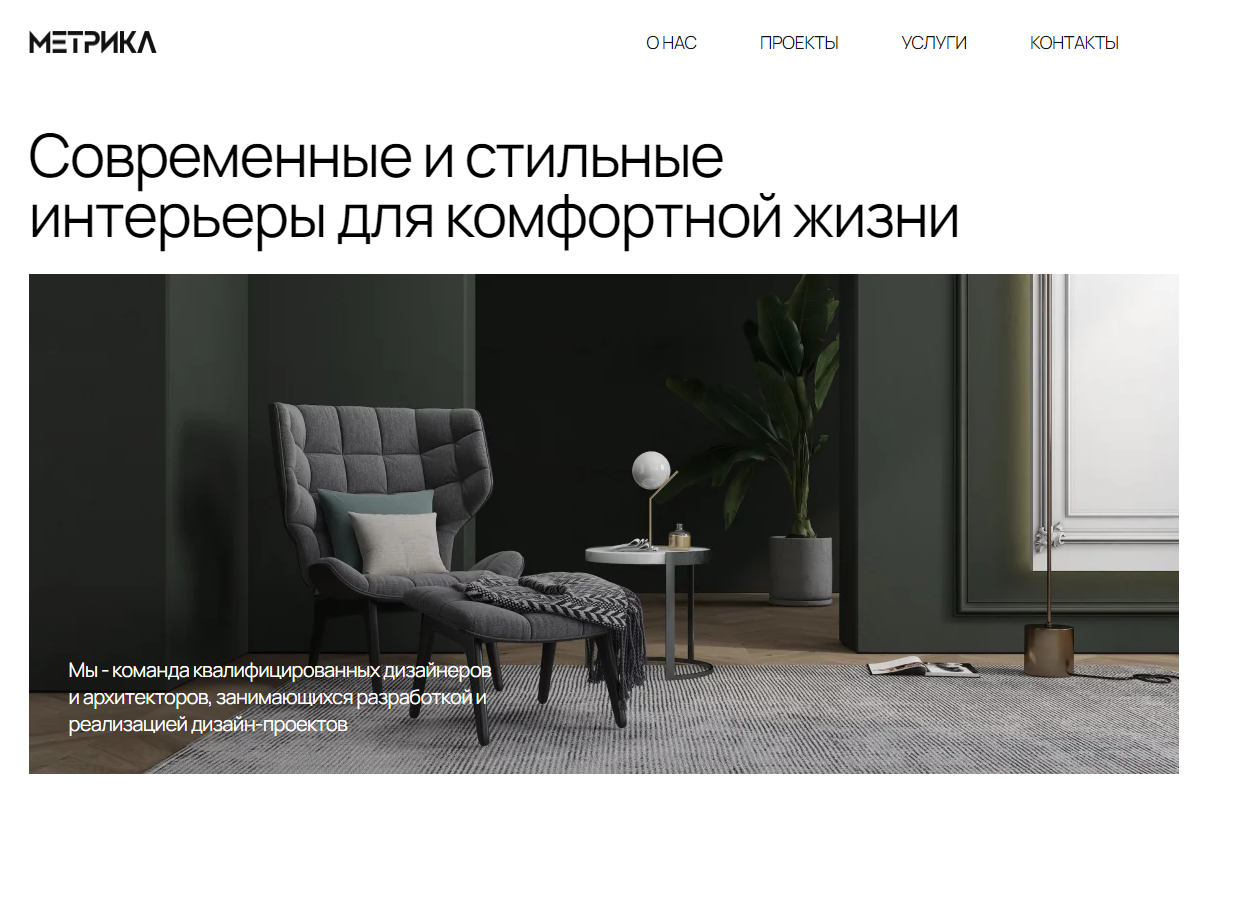 МЕТРИКА
О НАС ПРОЕКТЫ УСЛУГИ КОНТАКТЫ
Современные и стильные
интерьеры для комфортной жизни
Мы - команда квалифицированных дизайнеров
и архитекторов, занимающихся разработкой и
реализацией дизайн-проектов